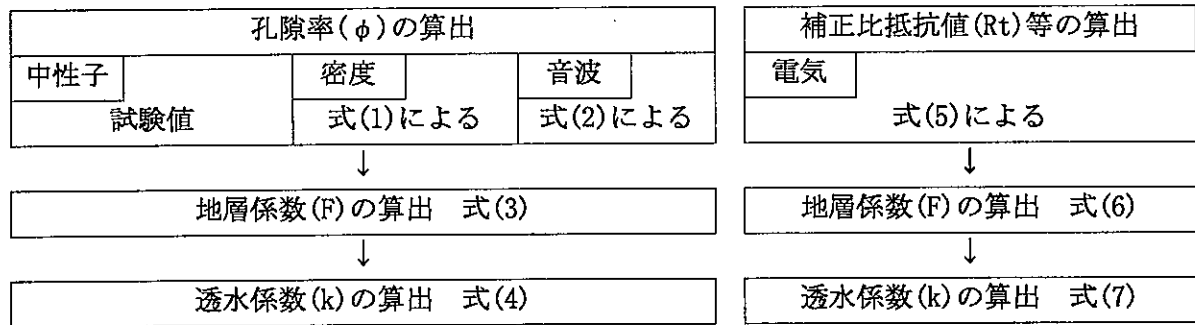 孔隙率(φ)の算出
中性子
密度
音波
試験値
式(1)による
式(2)による
↓
地層係数(F)の算出 式(3)
↓
透水係数(k)の算出 式(4)
補正比抵抗値(Rt)等の算出
電気
式(5)による
↓
地層係数(F)の算出 式(6)
↓
透水係数(k)の算出 式(7)